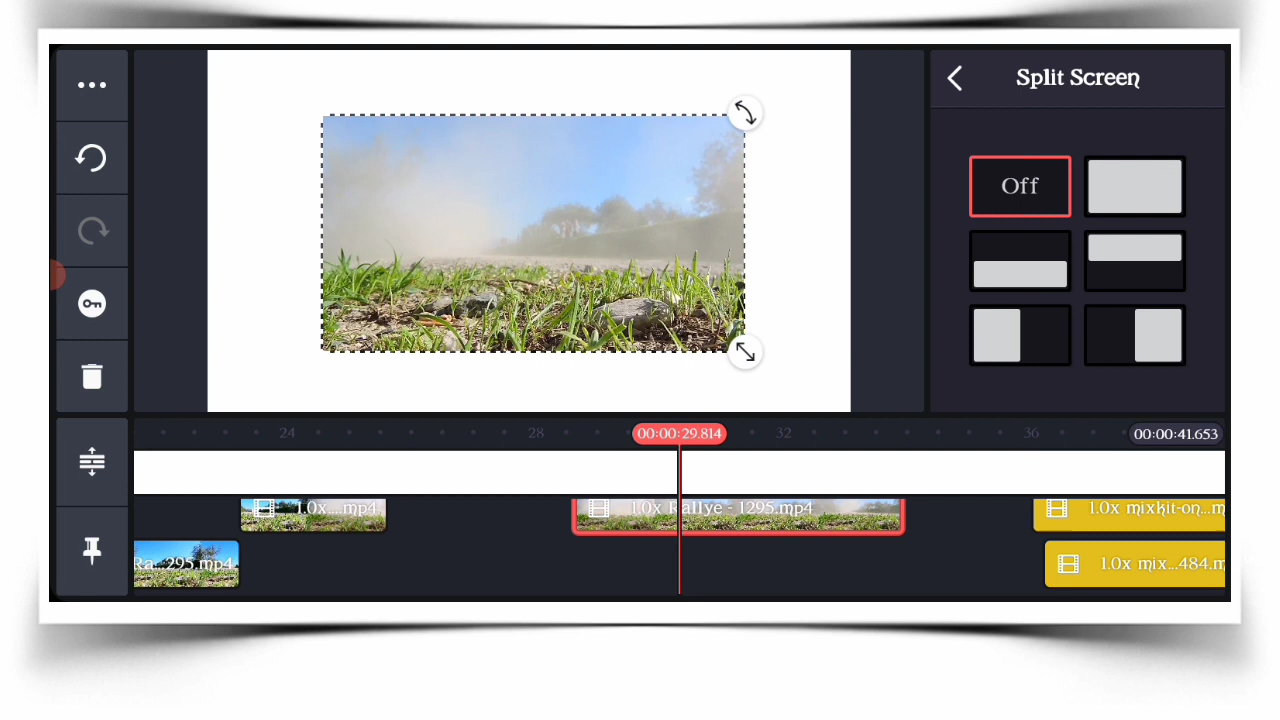 Split Screen
Off
24
28
00:00:29.814
32
36
00:00:41.653
1.0x....mp4
1.0x Rallye - 1295.mp4
1.0x mixkit-on...m
Ra...295.mp4
1.0x mix...484.m